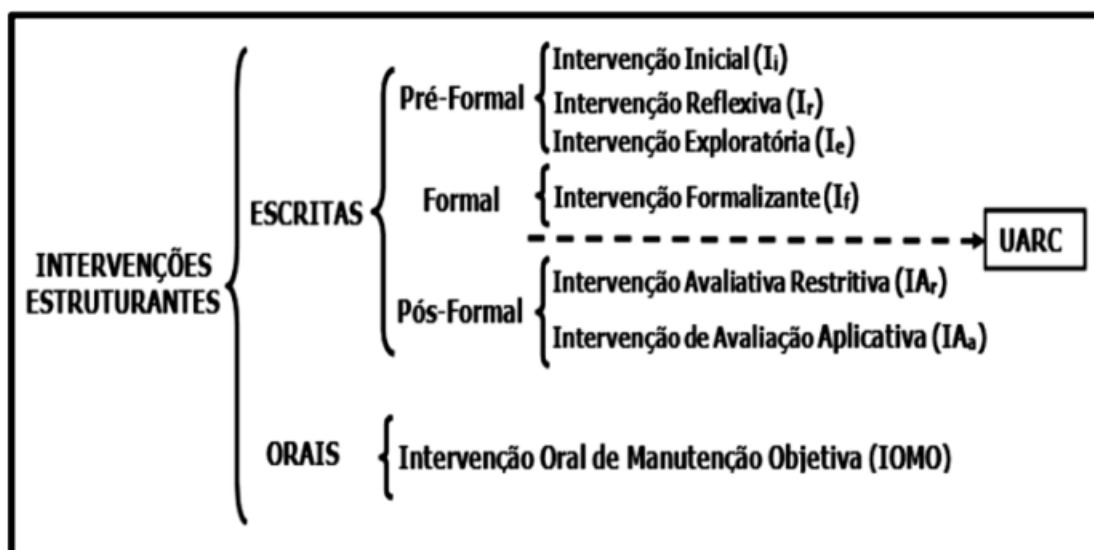 INTERVENÇÕES
ESTRUTURANTES
ESCRITAS
Pré-Formal
Intervenção Inicial (Iᵢ)
Intervenção Reflexiva (Iᵣ)
Intervenção Exploratória (Iₑ)
Formal
Intervenção Formalizante (I_f)
UARC
Pós-Formal
Intervenção Avaliativa Restritiva (IAᵣ)
Intervenção de Avaliação Aplicativa (IAₐ)
ORAIS
Intervenção Oral de Manutenção Objetiva (IOMO)